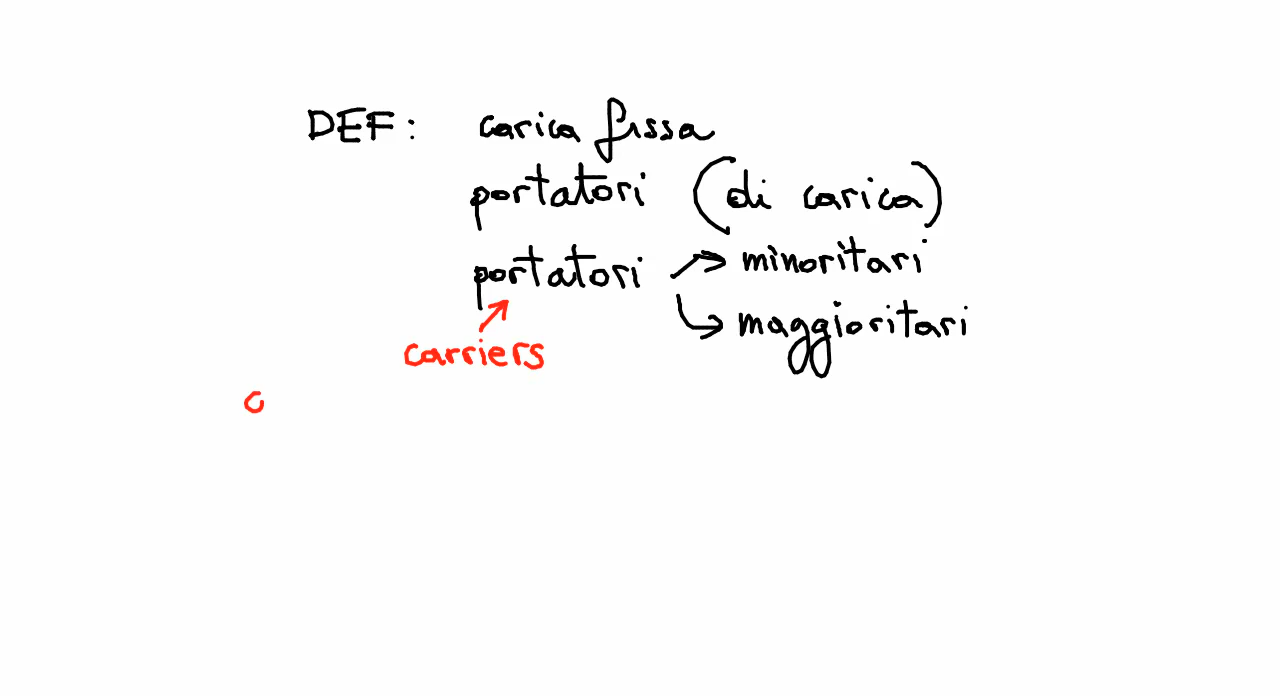 DEF: carica fissa
portatori (di carica)
portatori → minoritari
↳ maggioritari
carriers